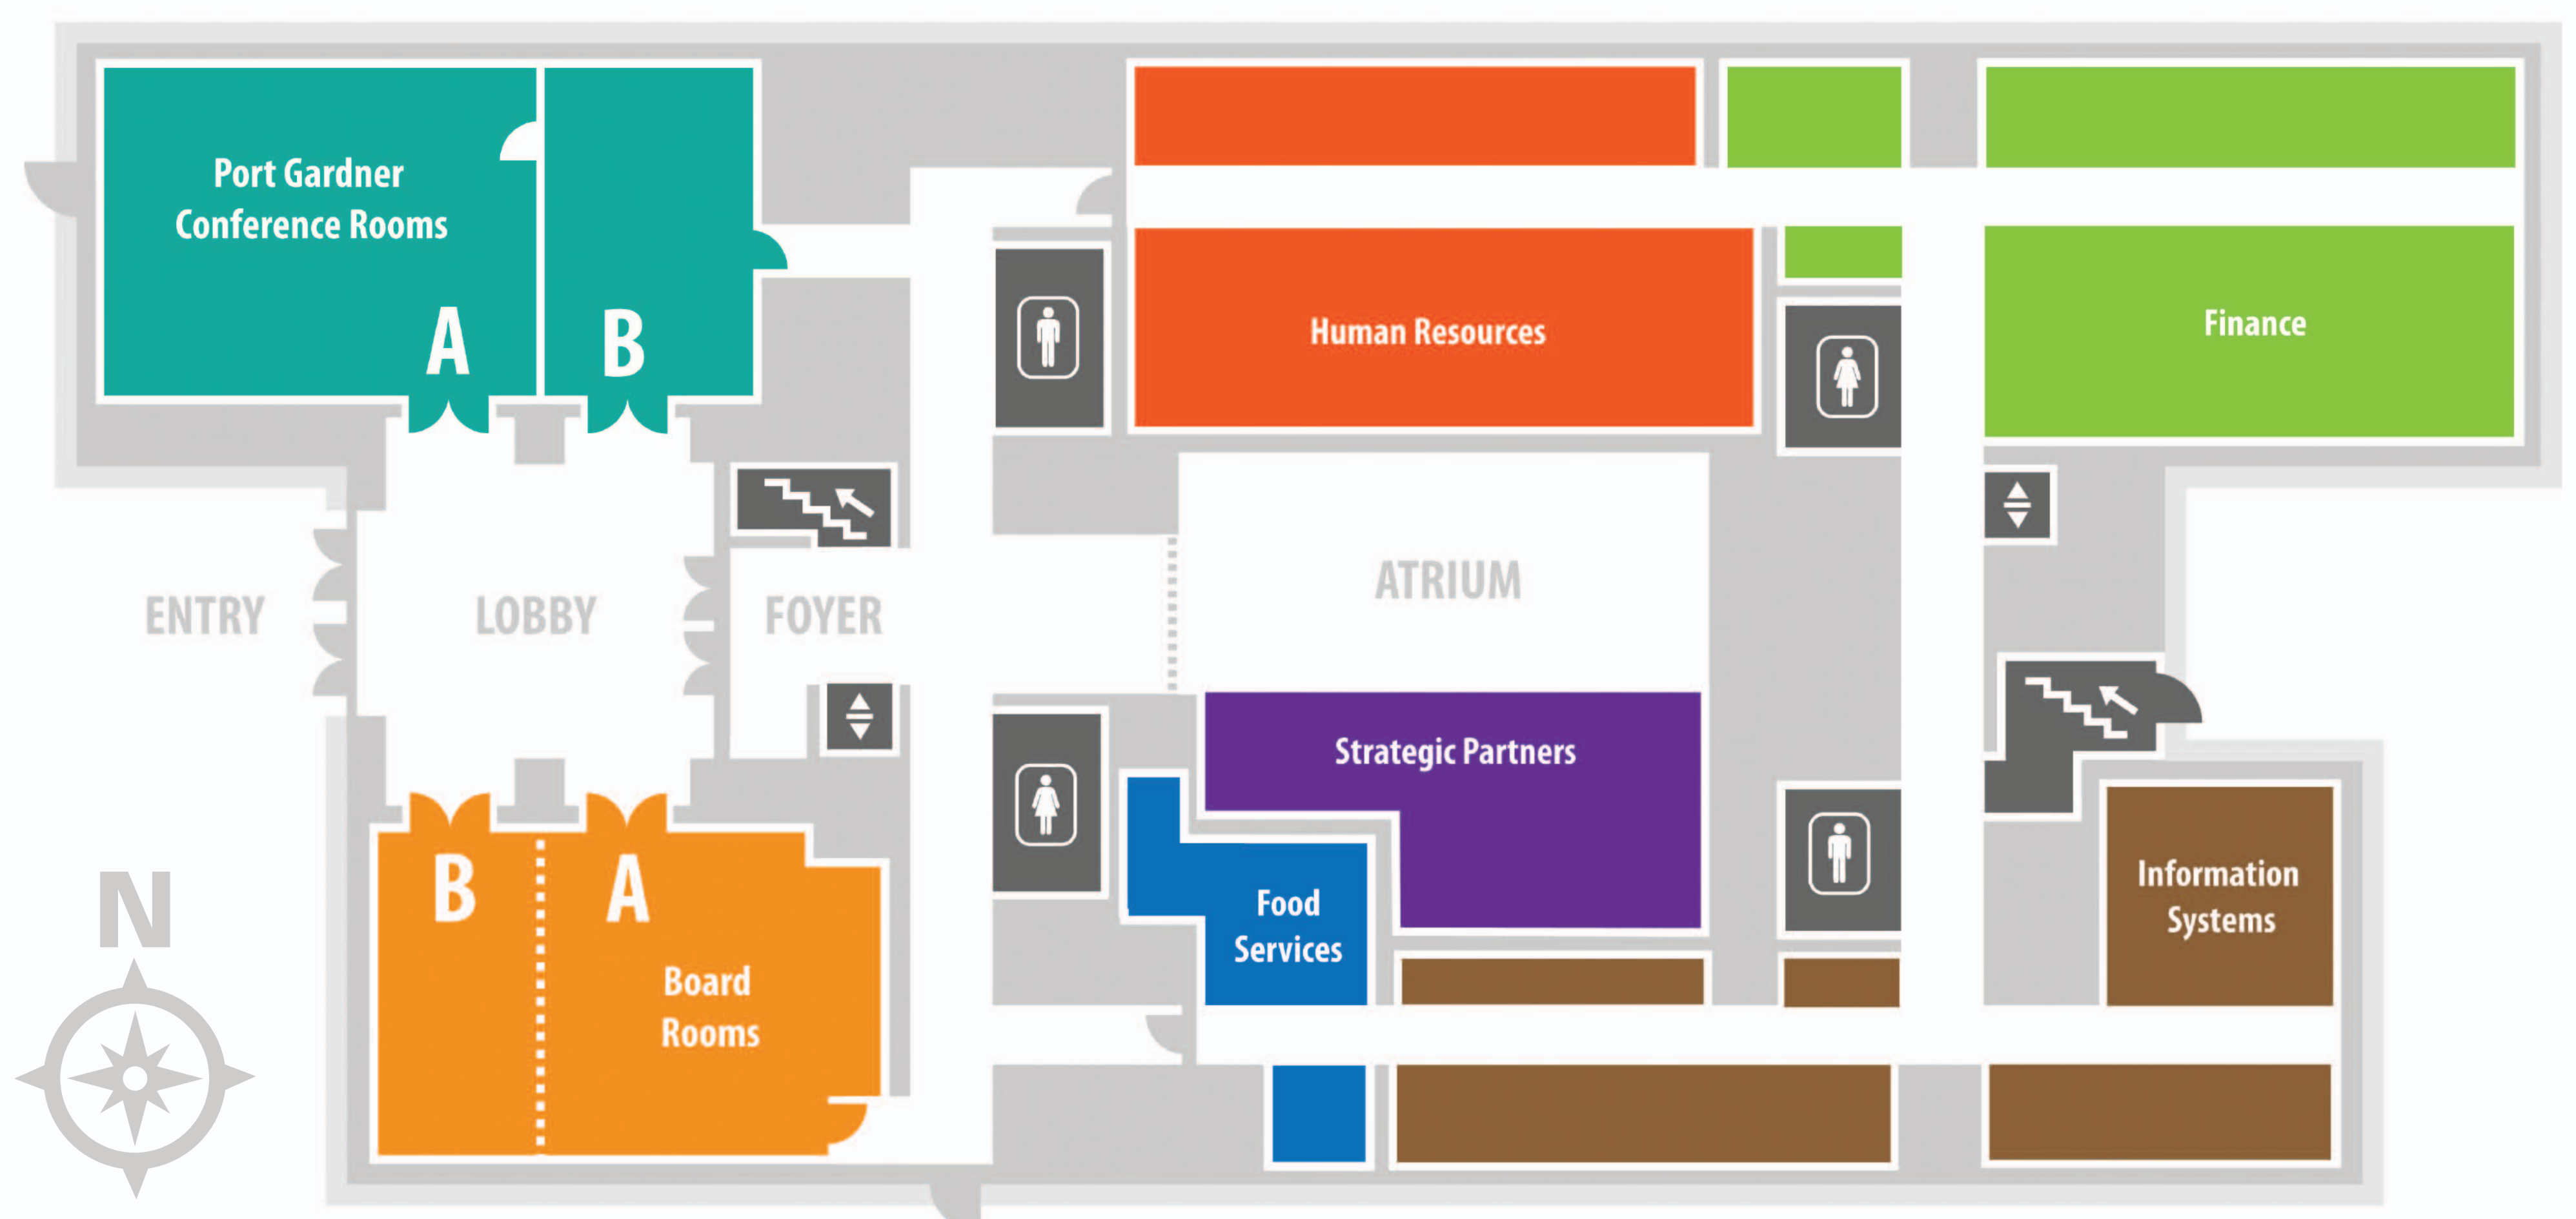 Port Gardner
Conference Rooms
A
B
Human Resources
Finance
ENTRY
LOBBY
FOYER
ATRIUM
Strategic Partners
B
A
Board
Rooms
Food
Services
Information
Systems
N